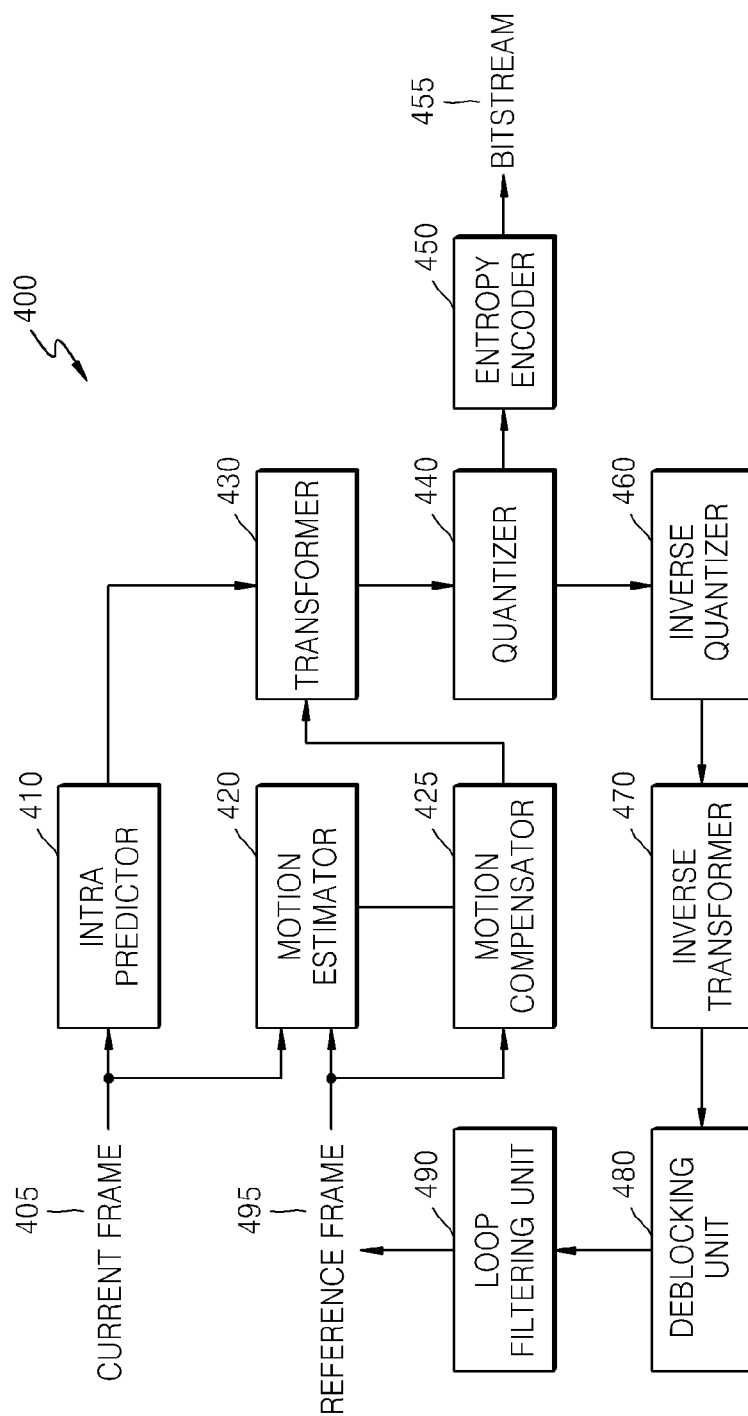 400
405
CURRENT FRAME
410
INTRA
PREDICTOR
495
REFERENCE FRAME
420
MOTION
ESTIMATOR
430
TRANSFORMER
425
MOTION
COMPENSATOR
440
QUANTIZER
450
ENTROPY
ENCODER
455
BITSTREAM
490
LOOP
FILTERING UNIT
480
DEBLOCKING
UNIT
470
INVERSE
TRANSFORMER
460
INVERSE
QUANTIZER